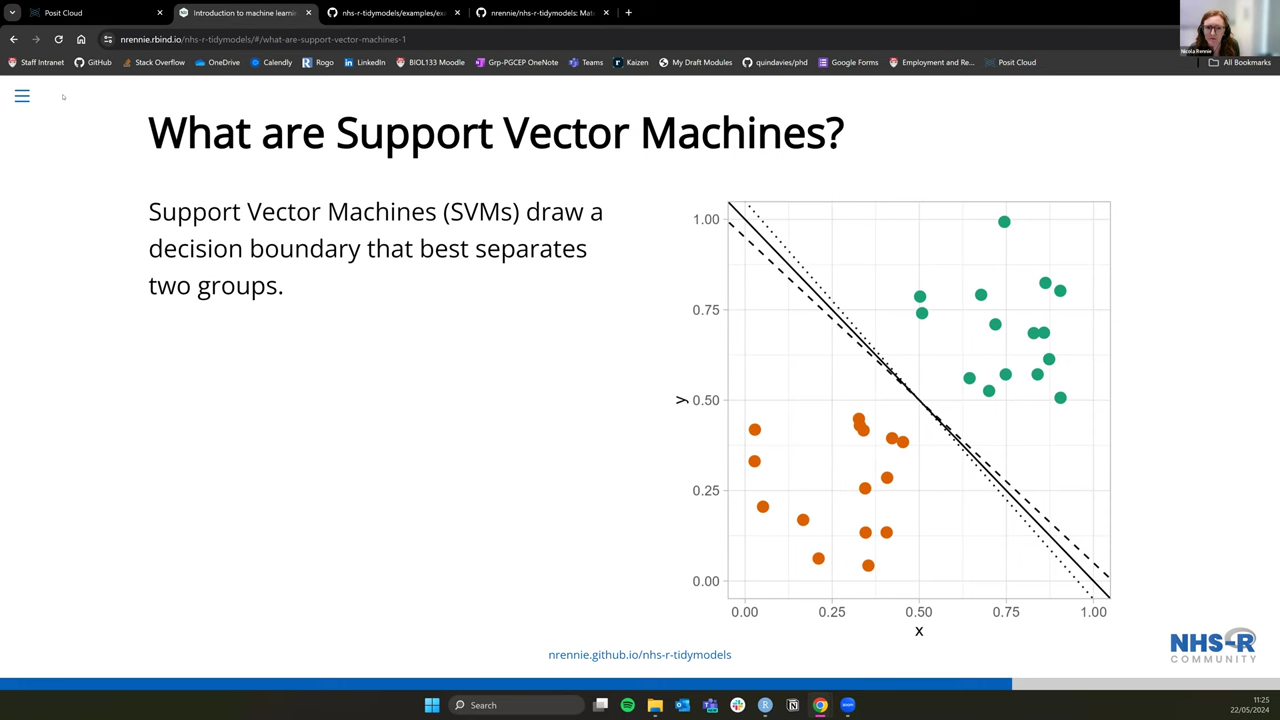 Posit Cloud
Introduction to machine learni
nhs-r-tidymodels/examples/exa
nrennie/nhs-r-tidymodels: Mate
Nicola Rennie
nrennie.rbind.io/nhs-r-tidymodels/#/what-are-support-vector-machines-1
Staff Intranet
GitHub
Stack Overflow
OneDrive
Calendly
Rogo
LinkedIn
BIOL133 Moodle
Grp-PGCEP OneNote
Teams
Kaizen
My Draft Modules
quindavies/phd
Google Forms
Employment and Re...
Posit Cloud
All Bookmarks
What are Support Vector Machines?
Support Vector Machines (SVMs) draw a
decision boundary that best separates
two groups.
1.00
0.75
0.50
0.25
0.00
y
0.00 0.25 0.50 0.75 1.00
x
NHS-R
COMMUNITY
nrennie.github.io/nhs-r-tidymodels
Search
11:25
22/05/2024